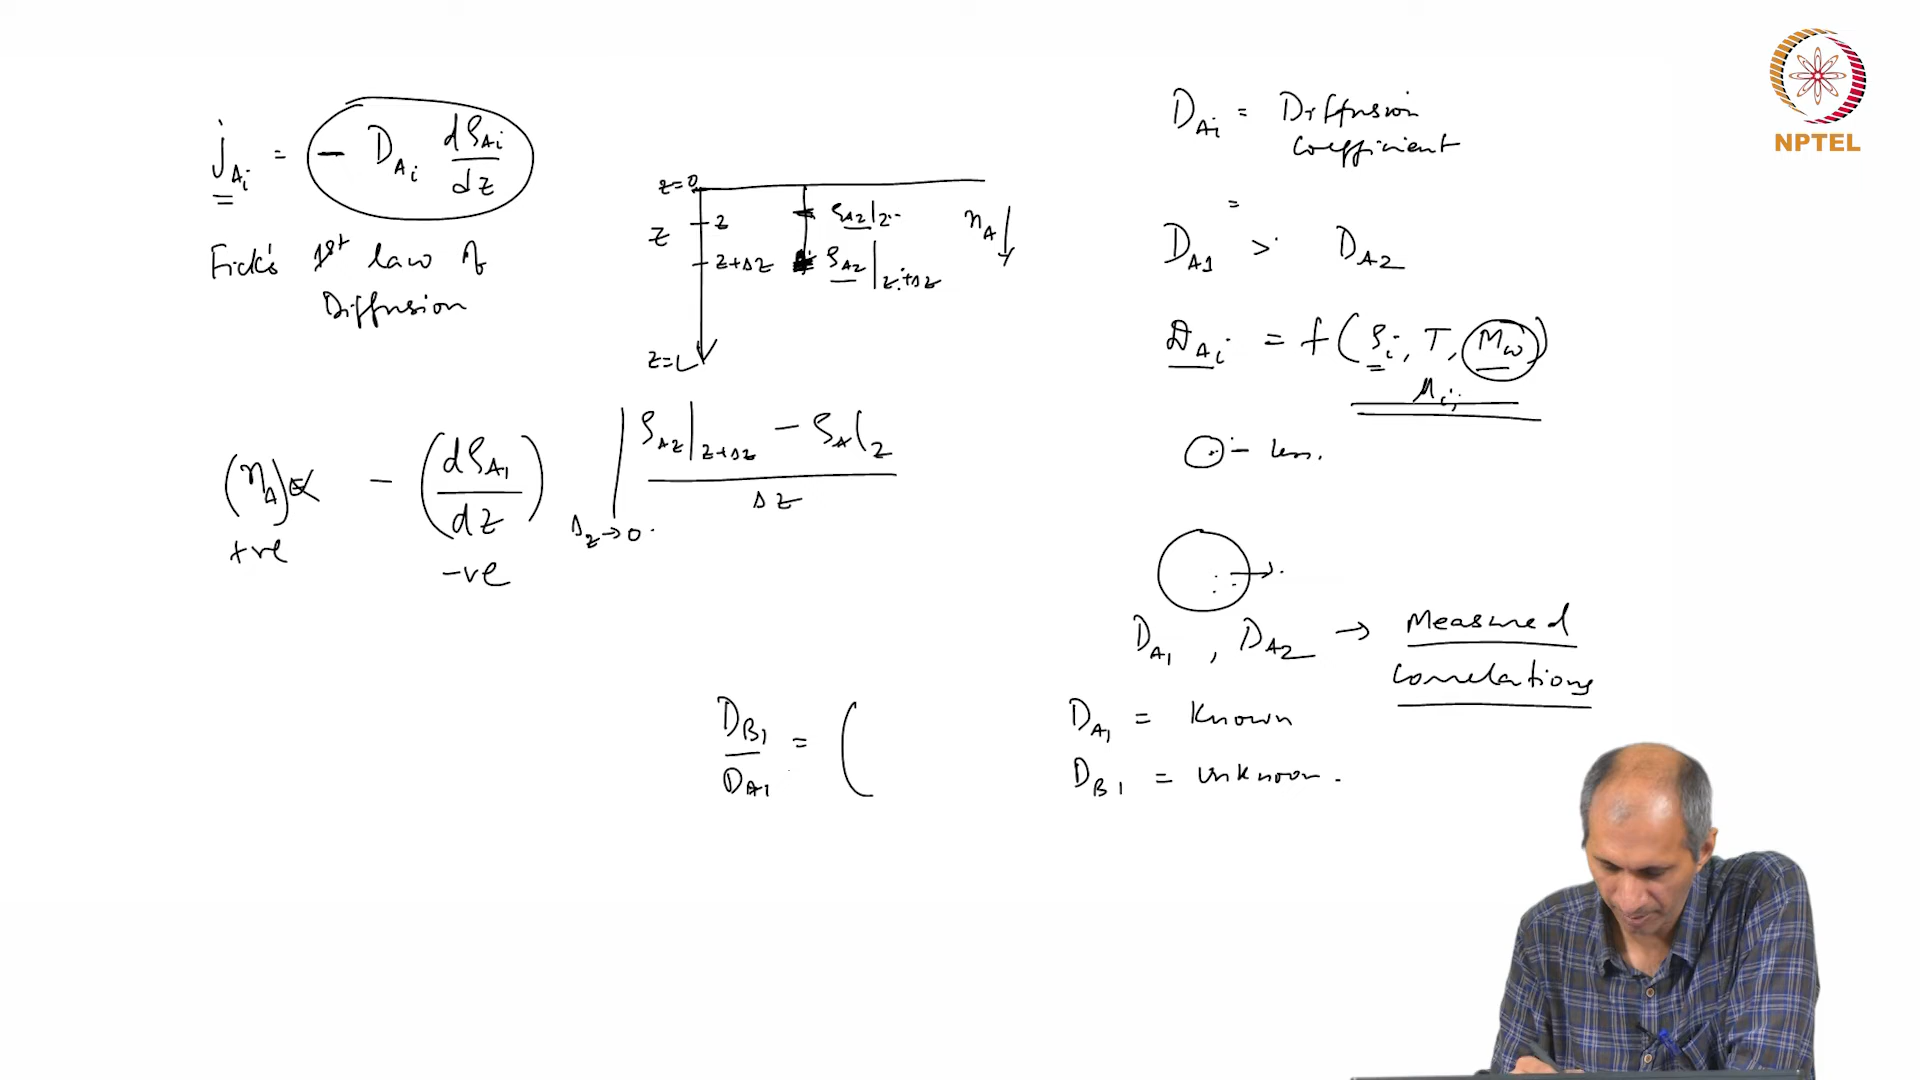 j_Ai = - D_Ai dρ_Ai/dz
Fick's 1st law of
Diffusion
z=0
z
z
z+Δz
z=L
ρ_A2|z
ρ_A2|z+Δz
n_A
(n_A) ∝ - (dρ_A1/dz)
+ve
-ve
Δz→0
ρ_A2|z+Δz - ρ_A|z
Δz
D_B1/D_A1 = (
D_Ai = Diffusion
coefficient
=
D_A1 > D_A2
D_Ai = f(ρ_i, T, M_w)
μ_i,
- less.
D_A1, D_A2 → Measured
Correlations
D_A1 = Known
D_B1 = unknown.
NPTEL